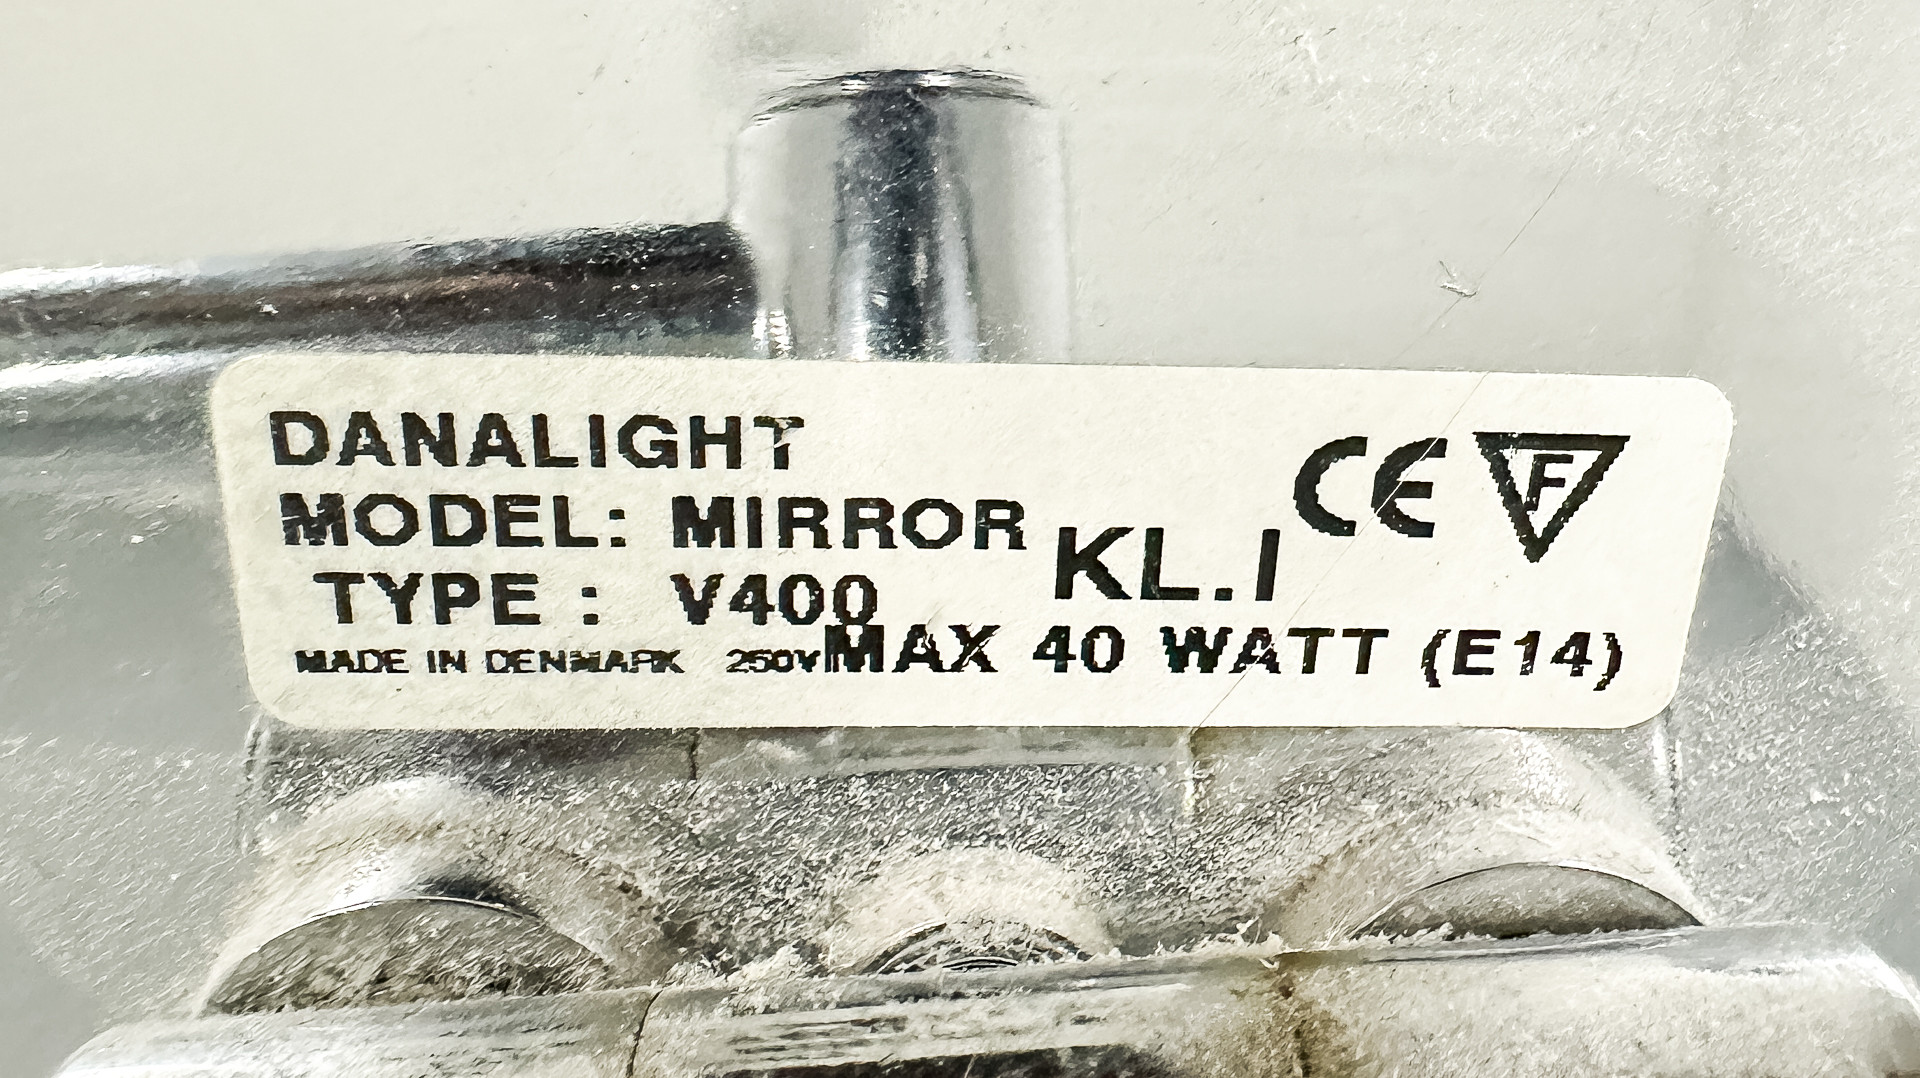 DANALIGHT
MODEL: MIRROR
KL.I
CE F
TYPE : V400
MADE IN DENMARK 250V
MAX 40 WATT (E14)